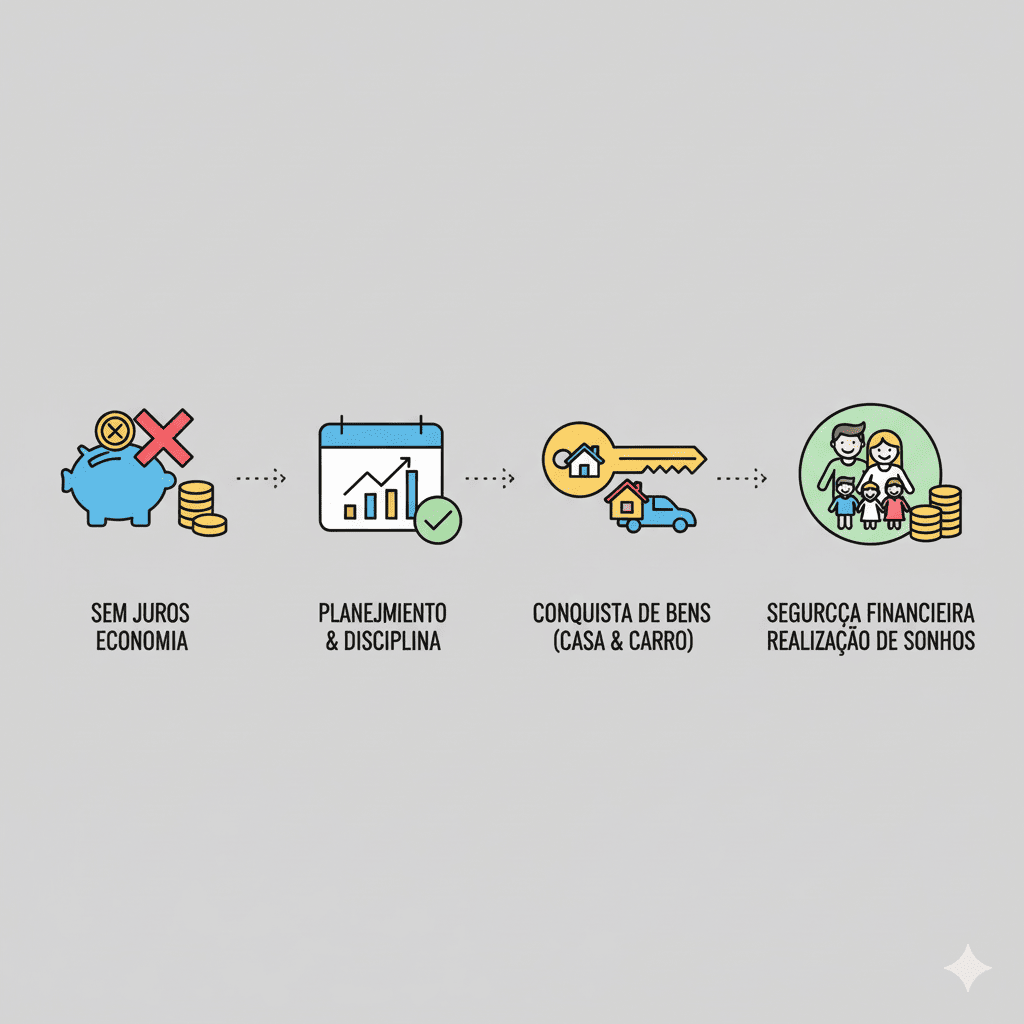 SEM JUROS
ECONOMIA
PLANEJMIENTO
& DISCIPLINA
CONQUISTA DE BENS
(CASA & CARRO)
SEGURCÇA FINANCIEIRA
REALIZAÇÃO DE SONHOS